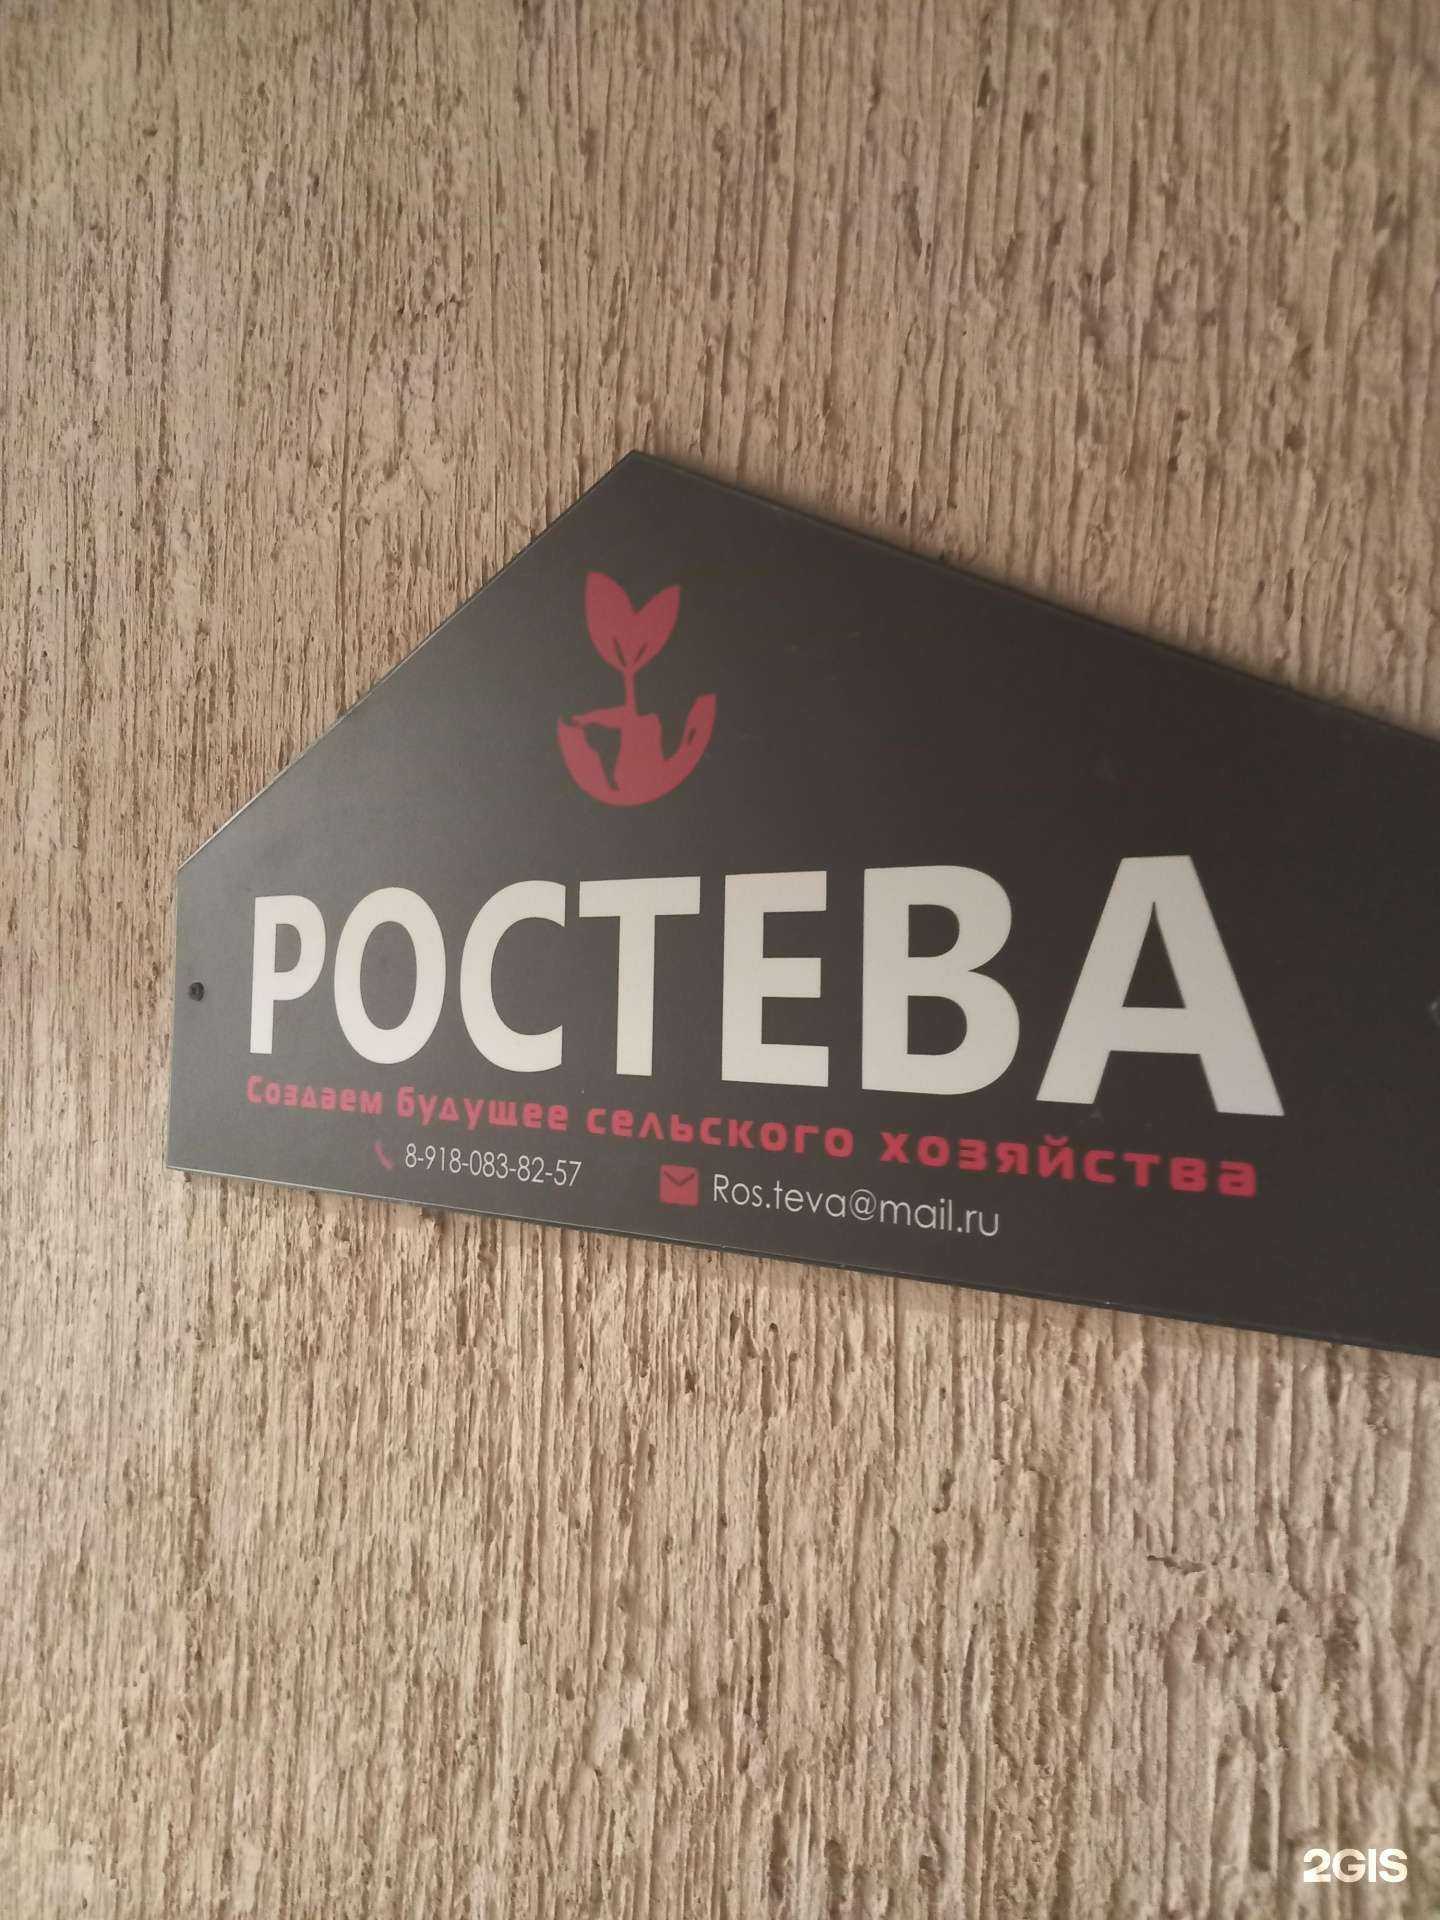 РОСТЕВА
Создаем будущее сельского хозяйства
8-918-083-82-57
Ros.teva@mail.ru
2GIS